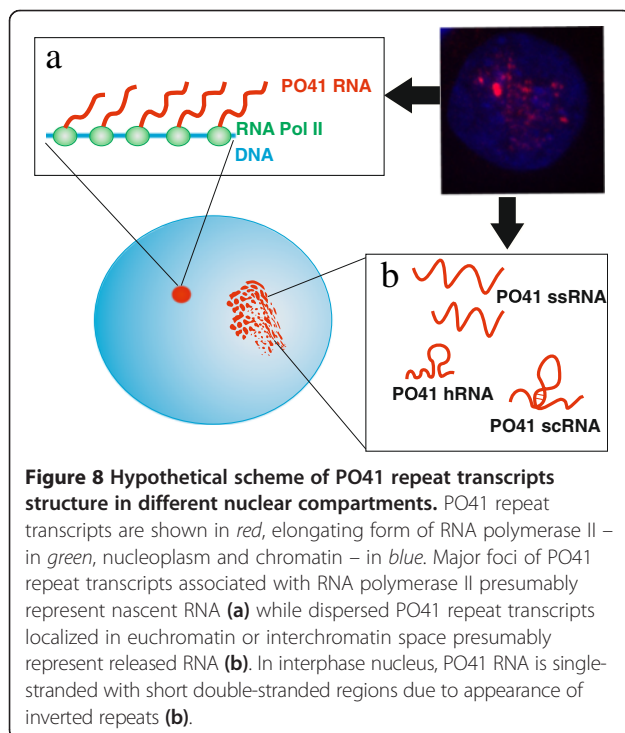 a
PO41 RNA
RNA Pol II
DNA
b
PO41 ssRNA
PO41 hRNA
PO41 scRNA
Figure 8 Hypothetical scheme of PO41 repeat transcripts
structure in different nuclear compartments. PO41 repeat
transcripts are shown in red, elongating form of RNA polymerase II –
in green, nucleoplasm and chromatin – in blue. Major foci of PO41
repeat transcripts associated with RNA polymerase II presumably
represent nascent RNA (a) while dispersed PO41 repeat transcripts
localized in euchromatin or interchromatin space presumably
represent released RNA (b). In interphase nucleus, PO41 RNA is single-
stranded with short double-stranded regions due to appearance of
inverted repeats (b).